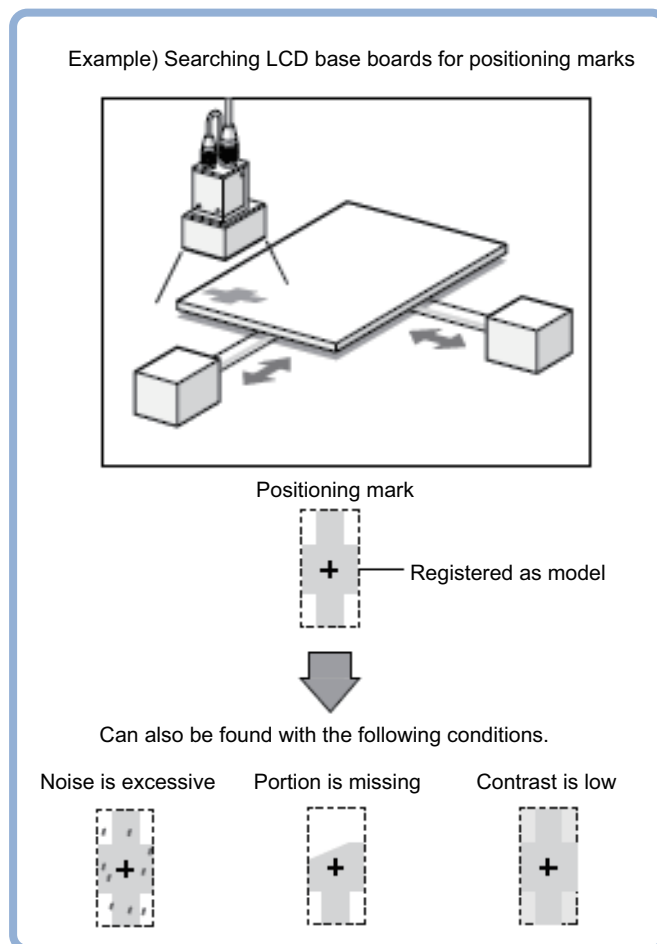 Example) Searching LCD base boards for positioning marks
Positioning mark
Registered as model
Can also be found with the following conditions.
Noise is excessive
Portion is missing
Contrast is low